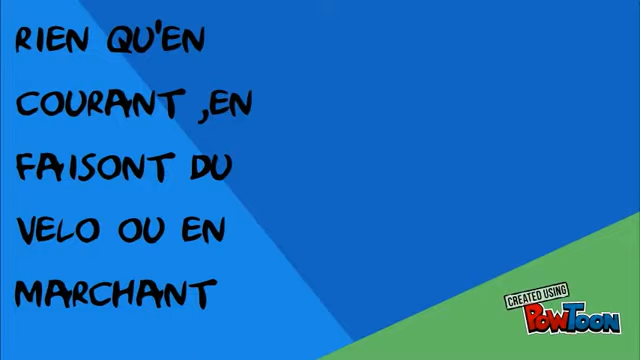 RIEN QU'EN
COURANT ,EN
FAISONT DU
VELO OU EN
MARCHANT
CREATED USING
POWTOON